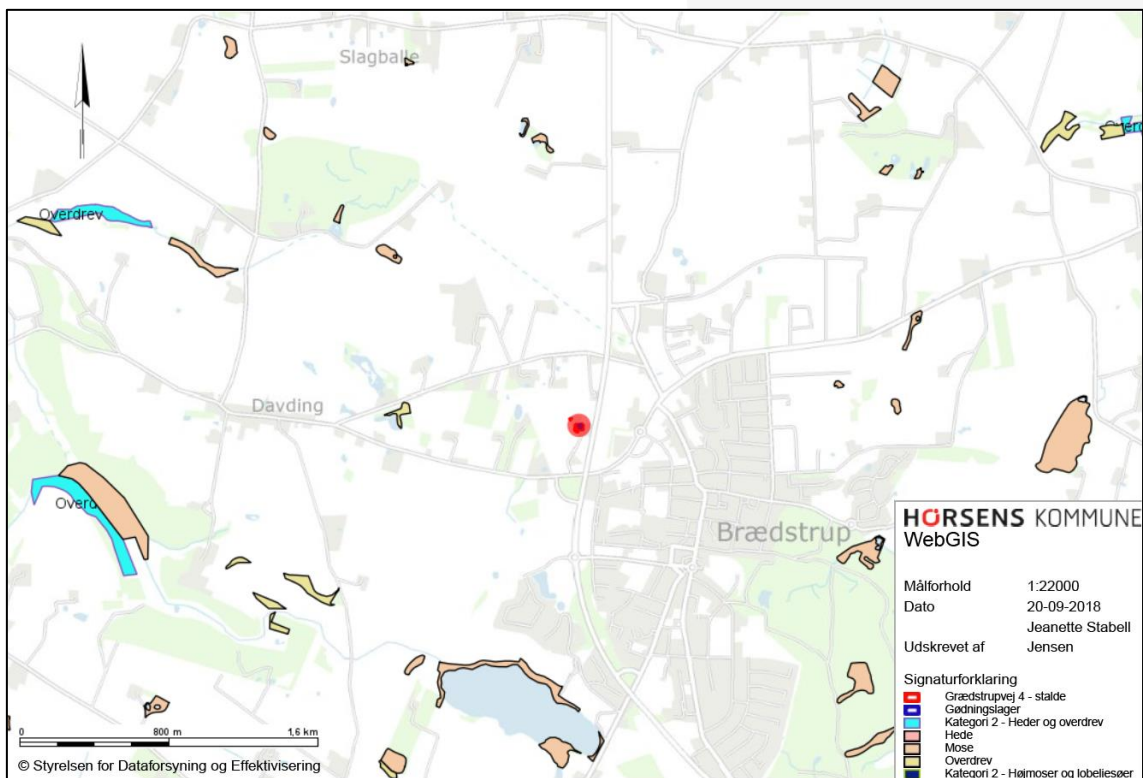 Slagballe
Overdrev
Overdrev
Davding
Overd
Brædstrup
0 800 m 1,6 km
© Styrelsen for Dataforsyning og Effektivisering
HORSENS KOMMUNE
WebGIS
Målforhold 1:22000
Dato 20-09-2018
Jeanette Stabell
Udskrevet af Jensen
Signaturforklaring
Grædstrupvej 4 - stalde
Gødningslager
Kategori 2 - Heder og overdrev
Hede
Mose
Overdrev
Kategori 2 - Højmoser og lobeliesøer